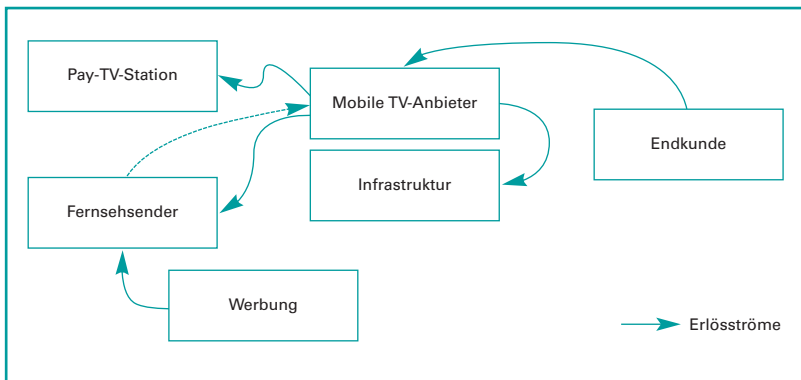 Pay-TV-Station
Mobile TV-Anbieter
Endkunde
Infrastruktur
Fernsehsender
Werbung
Erlösströme